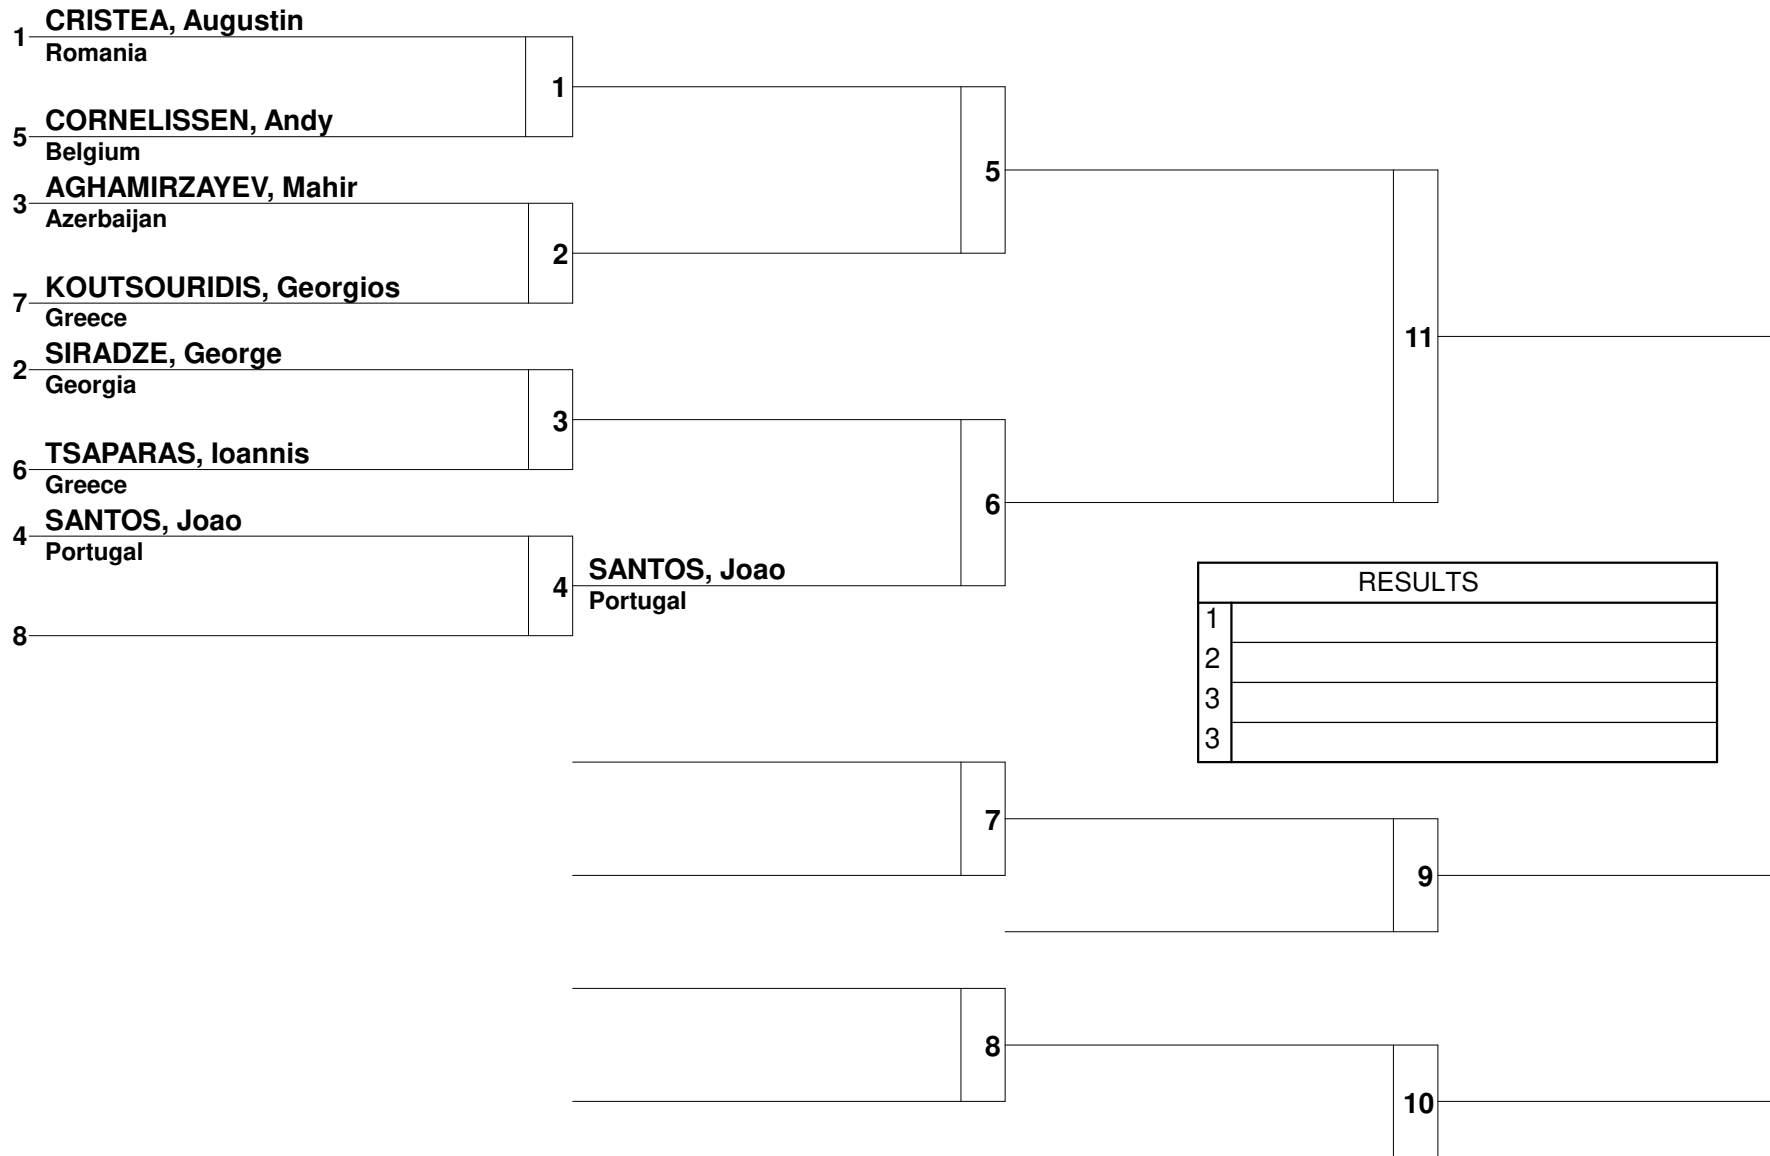 CRISTEA, Augustin
1
Romania
1
CORNELISSEN, Andy
5
Belgium
AGHAMIRZAYEV, Mahir
3
Azerbaijan
5
2
KOUTSOURIDIS, Georgios
7
Greece
SIRADZE, George
2
Georgia
11
3
TSAPARAS, Ioannis
6
Greece
SANTOS, Joao
4
Portugal
6
SANTOS, Joao
4
Portugal
8
RESULTS
1
2
3
3
7
9
8
10